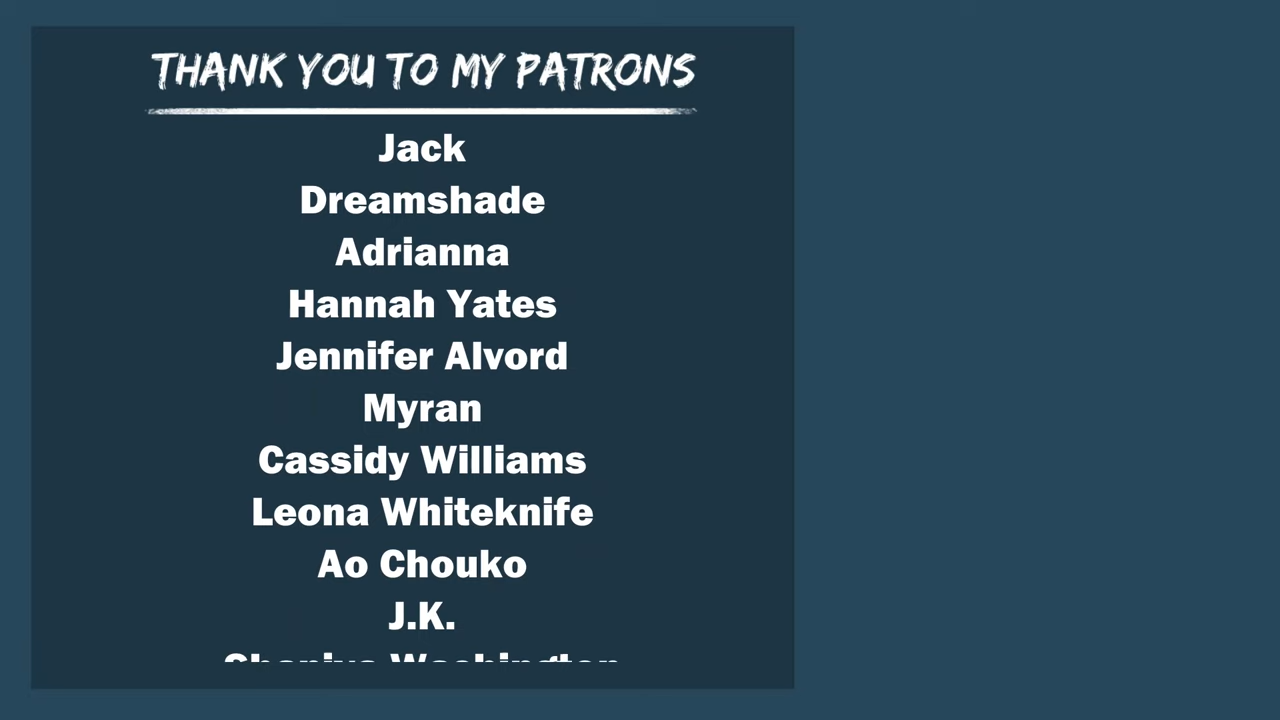 THANK YOU TO MY PATRONS
Jack
Dreamshade
Adrianna
Hannah Yates
Jennifer Alvord
Myran
Cassidy Williams
Leona Whiteknife
Ao Chouko
J.K.
Washington